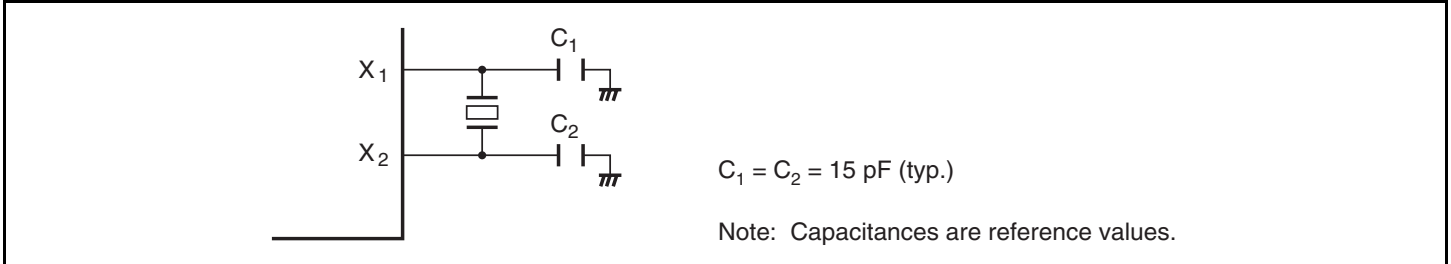 C₁
X₁
C₂
X₂
C₁ = C₂ = 15 pF (typ.)
Note: Capacitances are reference values.